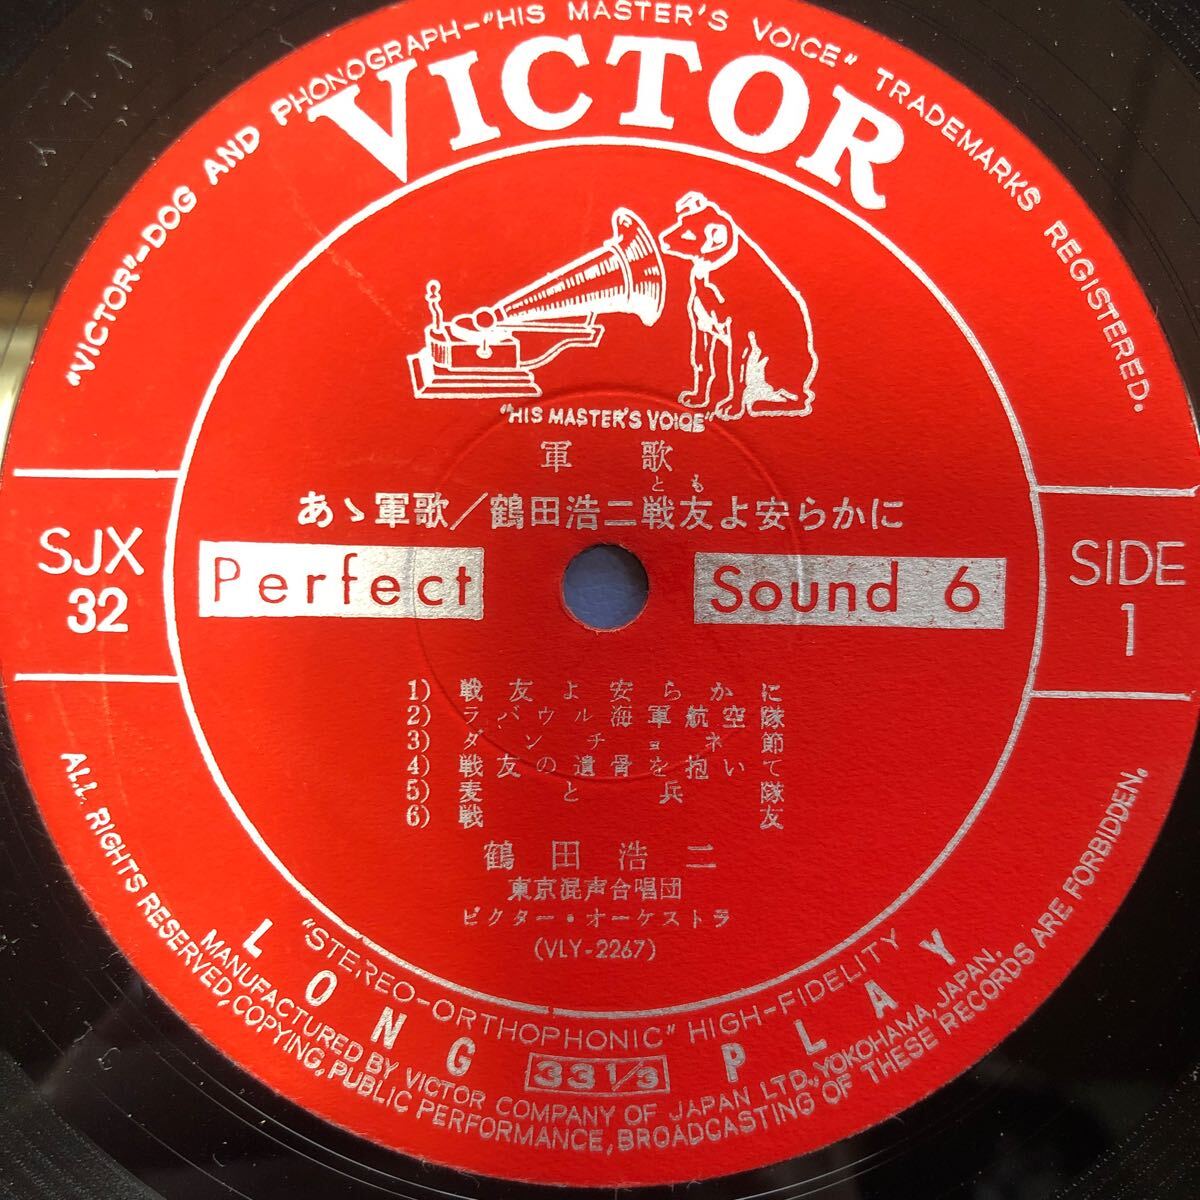 "VICTOR"-DOG AND PHONOGRAPH-"HIS MASTER'S VOICE" TRADEMARKS REGISTERED.
VICTOR
"HIS MASTER'S VOICE"
軍歌
とも
あゝ軍歌/鶴田浩二戦友よ安らかに
SJX
32
Perfect Sound 6
SIDE
1
1) 戦友よ安らかに
2) ラバウル海軍航空隊
3) ダンチョネ節
4) 戦友の遺骨を抱いて
5) 麦と兵隊
6) 戦友
鶴田浩二
東京混声合唱団
ビクター・オーケストラ
(VLY-2267)
"STEREO-ORTHOPHONIC" HIGH-FIDELITY
LONG 33 1/3 PLAY
MANUFACTURED BY VICTOR COMPANY OF JAPAN LTD., YOKOHAMA, JAPAN.
ALL RIGHTS RESERVED, COPYING, PUBLIC PERFORMANCE, BROADCASTING OF THESE RECORDS ARE FORBIDDEN.